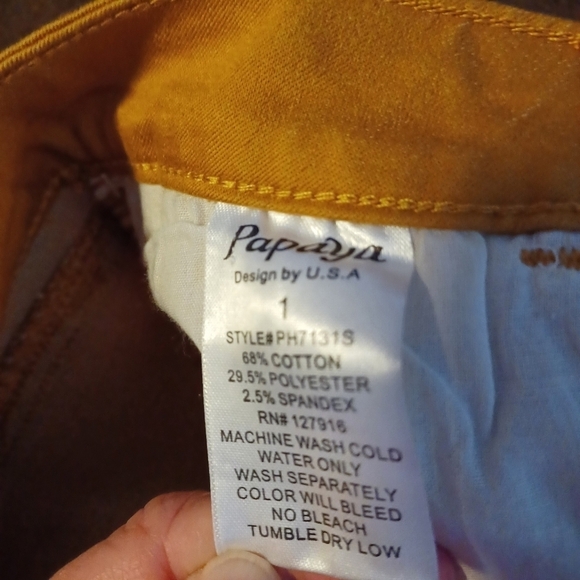 Papaya
Design by U.S.A
1
STYLE# PH7131S
68% COTTON
29.5% POLYESTER
2.5% SPANDEX
RN# 127916
MACHINE WASH COLD
WATER ONLY
WASH SEPARATELY
COLOR WILL BLEED
NO BLEACH
TUMBLE DRY LOW